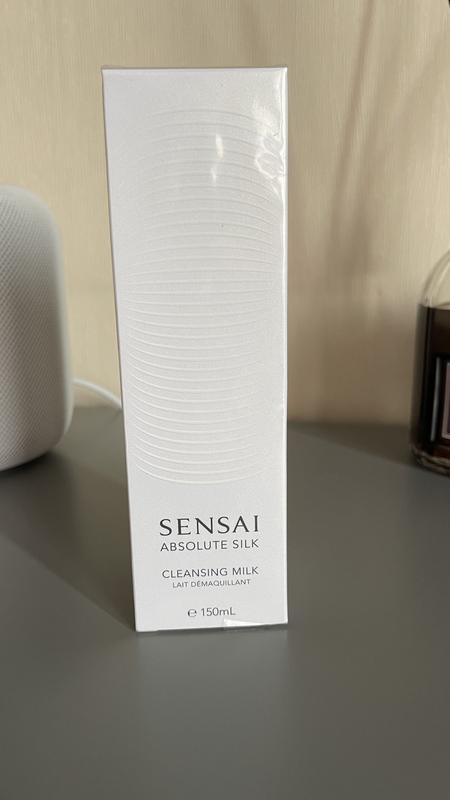 SENSAI
ABSOLUTE SILK
CLEANSING MILK
LAIT DÉMAQUILLANT
℮ 150mL